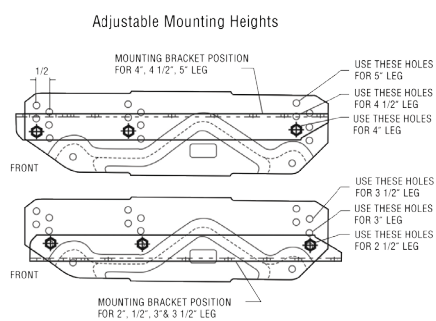 Adjustable Mounting Heights
MOUNTING BRACKET POSITION
FOR 4", 4 1/2", 5" LEG
1/2
USE THESE HOLES
FOR 5" LEG
USE THESE HOLES
FOR 4 1/2" LEG
USE THESE HOLES
FOR 4" LEG
FRONT
USE THESE HOLES
FOR 3 1/2" LEG
USE THESE HOLES
FOR 3" LEG
USE THESE HOLES
FOR 2 1/2" LEG
FRONT
MOUNTING BRACKET POSITION
FOR 2", 1/2", 3"& 3 1/2" LEG